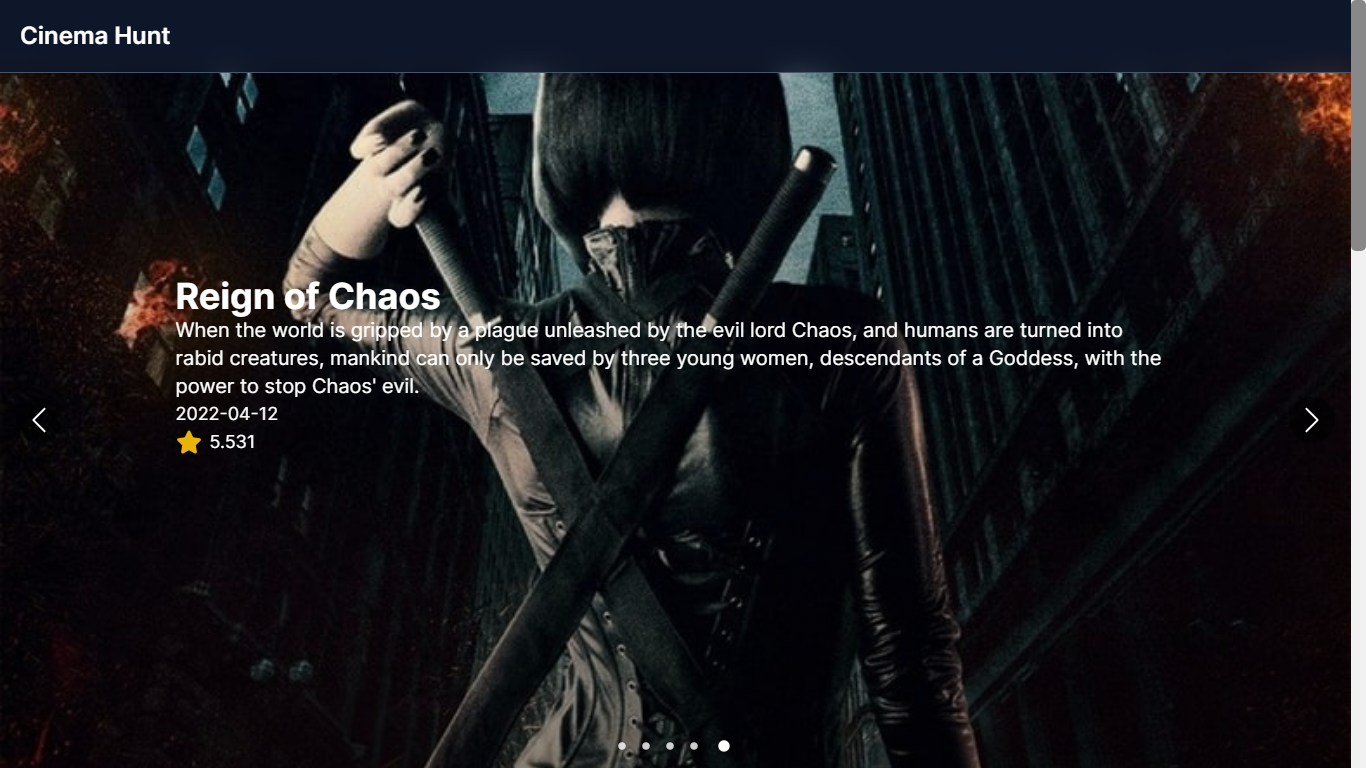 Cinema Hunt
Reign of Chaos
When the world is gripped by a plague unleashed by the evil lord Chaos, and humans are turned into
rabid creatures, mankind can only be saved by three young women, descendants of a Goddess, with the
power to stop Chaos' evil.
2022-04-12
5.531